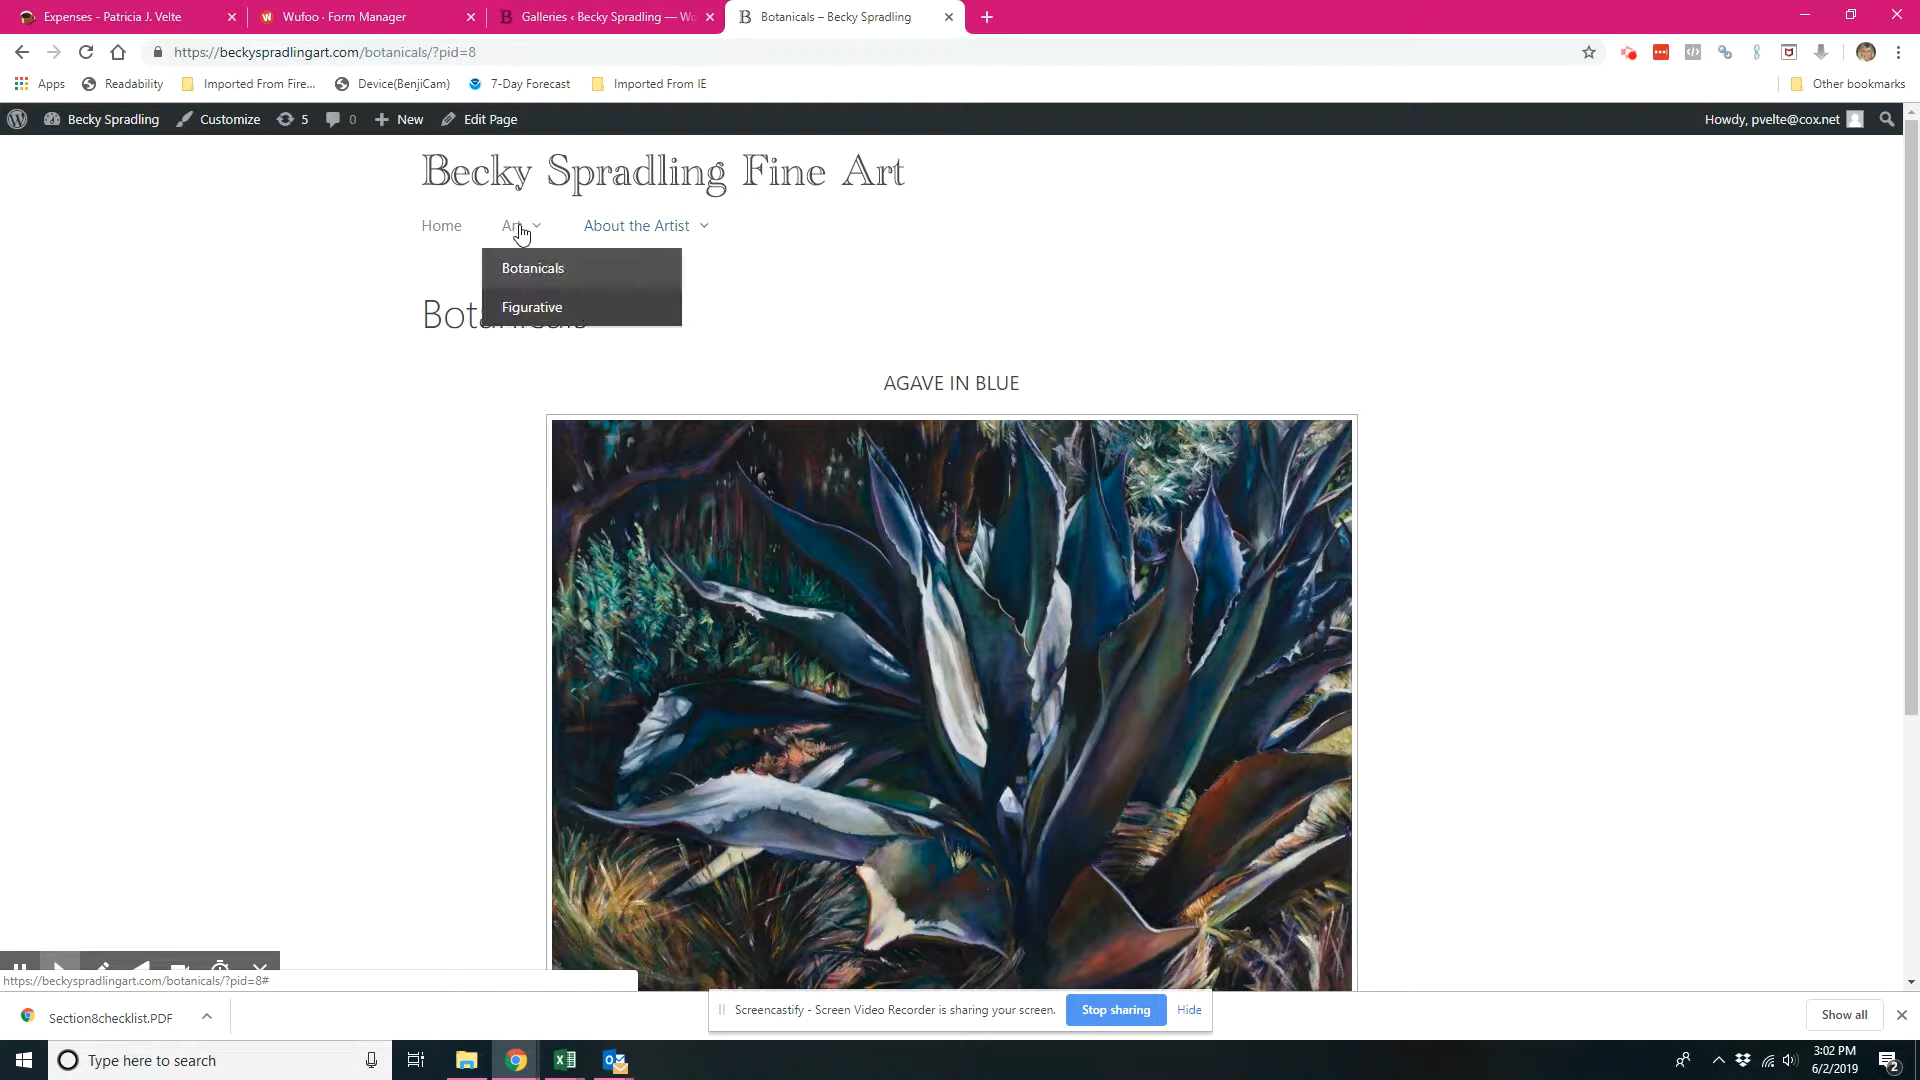 Expenses - Patricia J. Velte
Wufoo · Form Manager
Galleries ‹ Becky Spradling — Wo
Botanicals – Becky Spradling
https://beckyspradlingart.com/botanicals/?pid=8
Apps
Readability
Imported From Fire...
Device(BenjiCam)
7-Day Forecast
Imported From IE
Other bookmarks
Becky Spradling
Customize
5
0
New
Edit Page
Howdy, pvelte@cox.net
Becky Spradling Fine Art
Home
Art
About the Artist
Botanicals
Figurative
Botanicals
AGAVE IN BLUE
https://beckyspradlingart.com/botanicals/?pid=8#
Screencastify - Screen Video Recorder is sharing your screen.
Stop sharing
Hide
Section8checklist.PDF
Show all
Type here to search
3:02 PM
6/2/2019
2